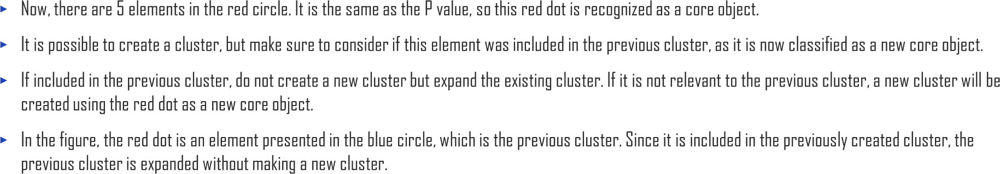 ► Now, there are 5 elements in the red circle. It is the same as the P value, so this red dot is recognized as a core object.
► It is possible to create a cluster, but make sure to consider if this element was included in the previous cluster, as it is now classified as a new core object.
► If included in the previous cluster, do not create a new cluster but expand the existing cluster. If it is not relevant to the previous cluster, a new cluster will be
created using the red dot as a new core object.
► In the figure, the red dot is an element presented in the blue circle, which is the previous cluster. Since it is included in the previously created cluster, the
previous cluster is expanded without making a new cluster.